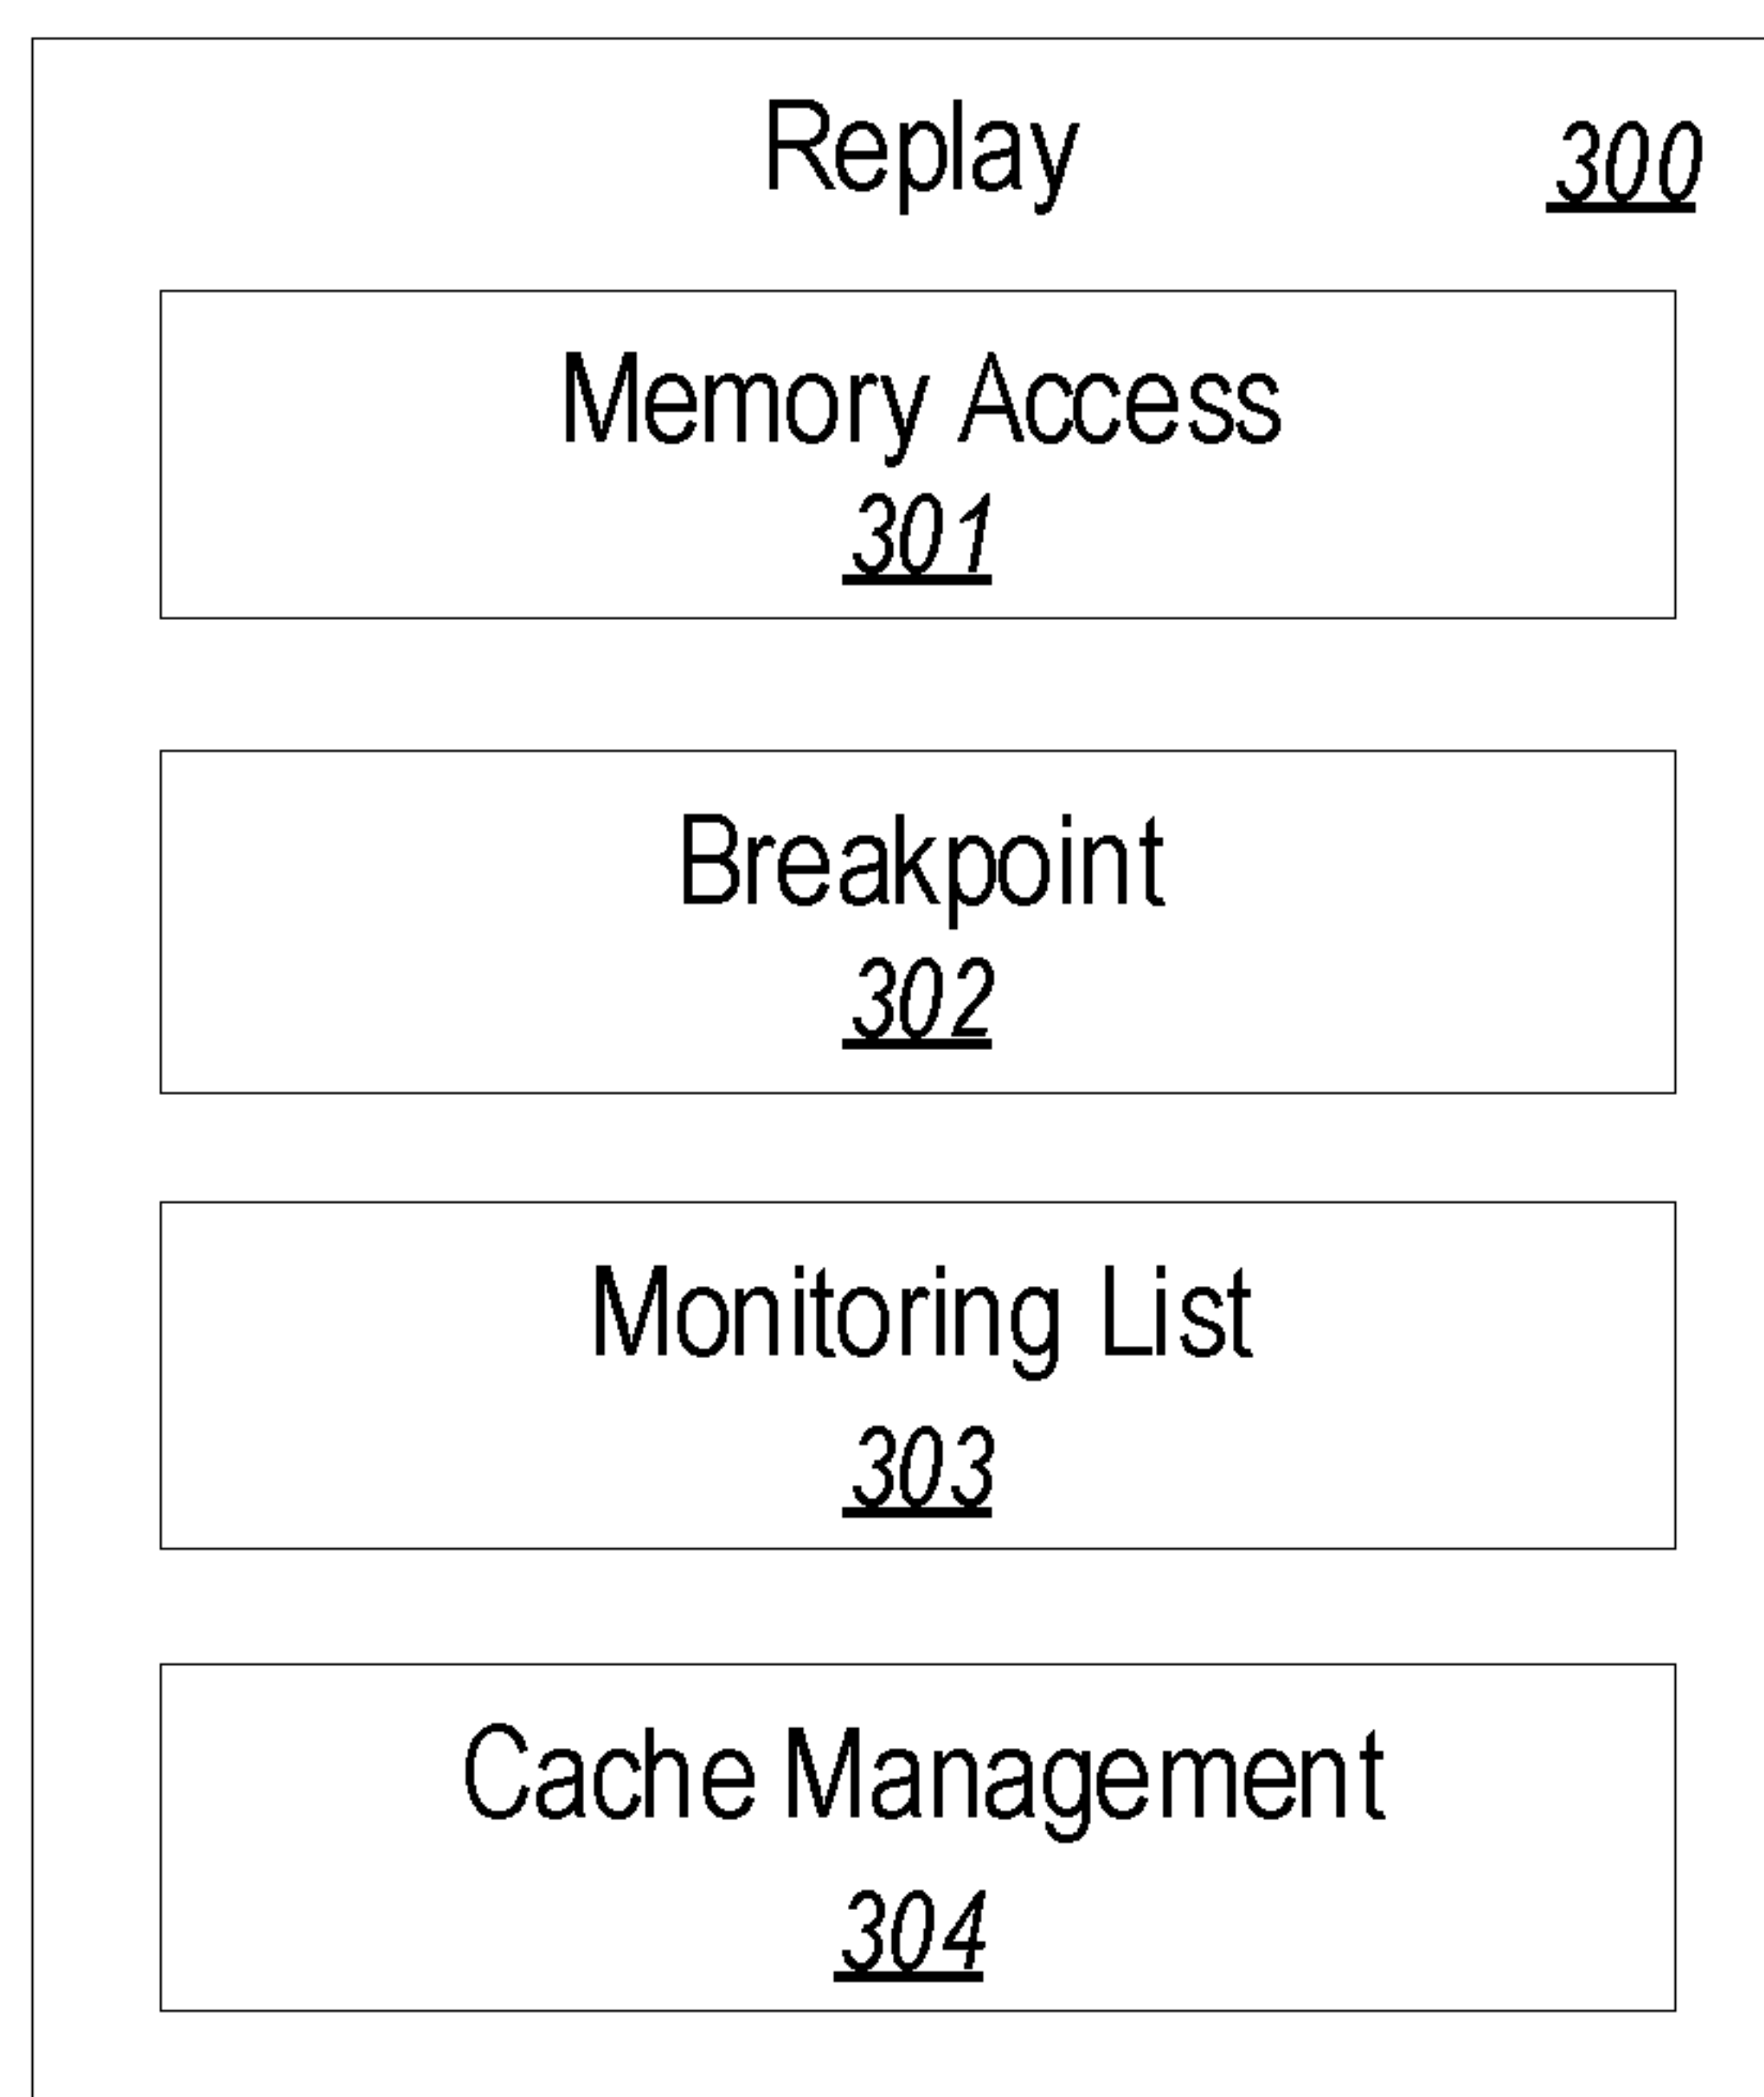 Replay 300
Memory Access
301
Breakpoint
302
Monitoring List
303
Cache Management
304